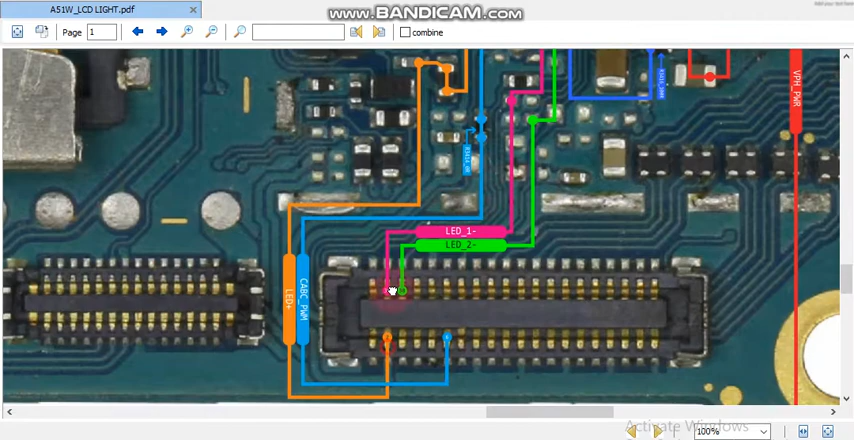 A51W_LCD LIGHT.pdf
x
WWW.BANDICAM.COM
Page 1
combine
VPH_PWR
LED_1-
LED_2-
LED+
CABC_PWM
Activate Windows
100%